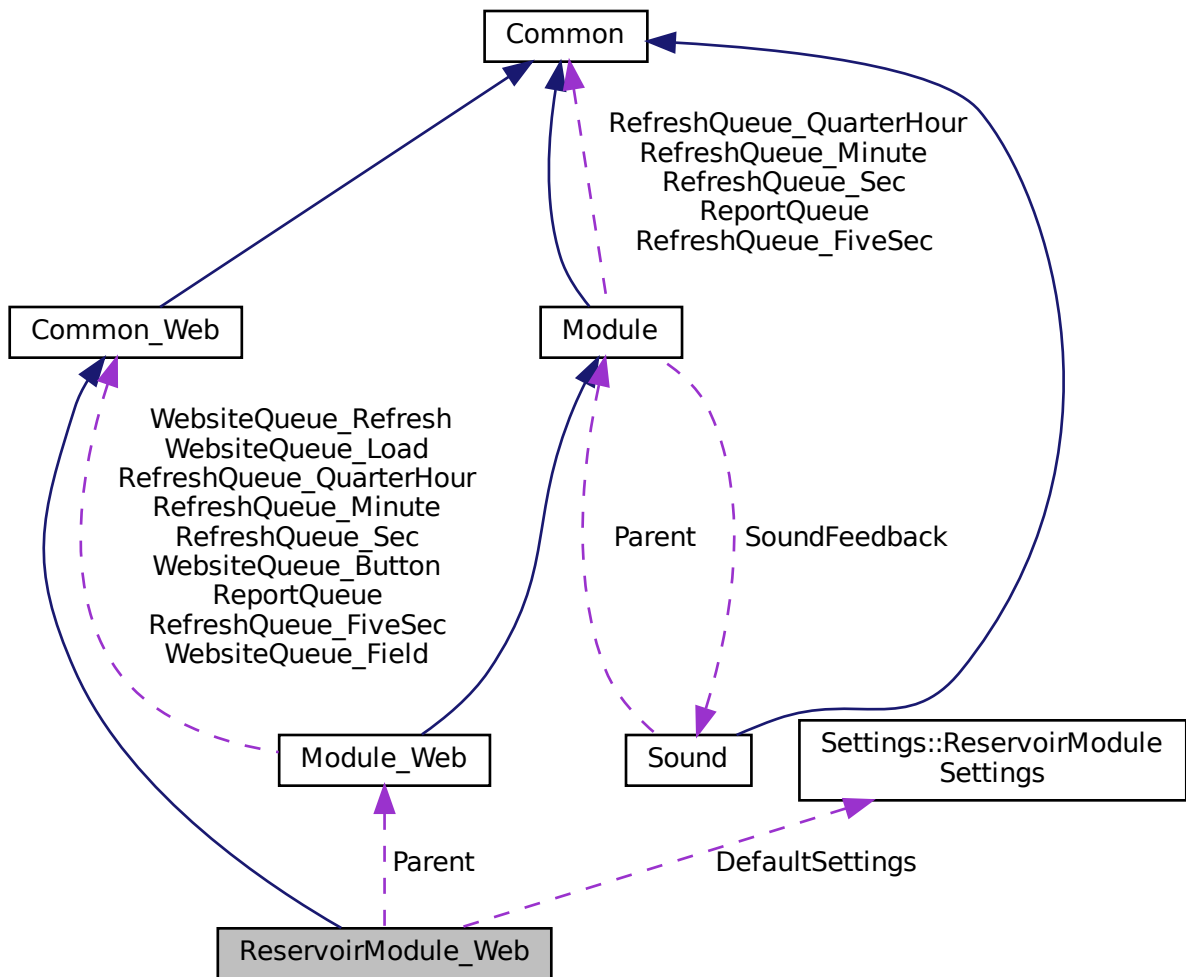 Common
RefreshQueue_QuarterHour
RefreshQueue_Minute
RefreshQueue_Sec
ReportQueue
RefreshQueue_FiveSec
Common_Web
Module
WebsiteQueue_Refresh
WebsiteQueue_Load
RefreshQueue_QuarterHour
RefreshQueue_Minute
RefreshQueue_Sec
WebsiteQueue_Button
ReportQueue
RefreshQueue_FiveSec
WebsiteQueue_Field
Parent
SoundFeedback
Module_Web
Sound
Settings::ReservoirModule
Settings
Parent
DefaultSettings
ReservoirModule_Web